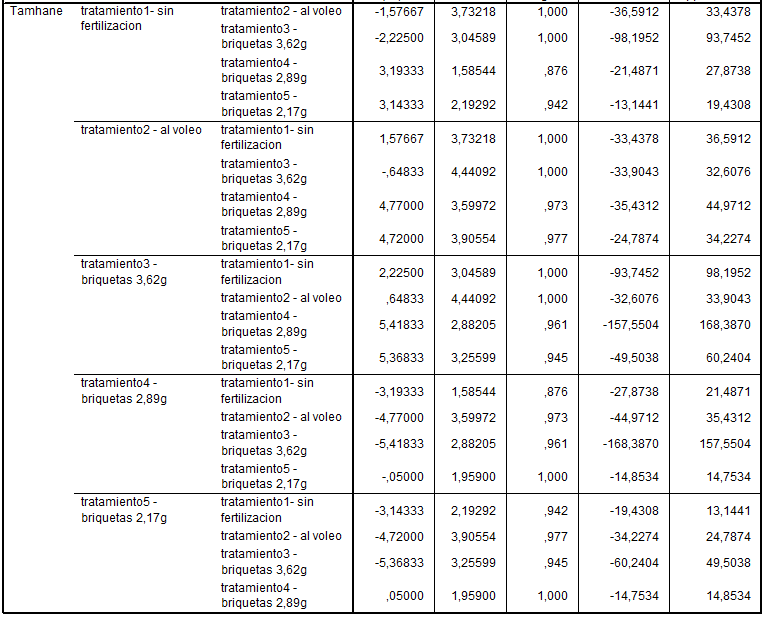 Tamhane tratamiento1- sin fertilizacion tratamiento2 - al voleo -1,57667 3,73218 1,000 -36,5912 33,4378
tratamiento3 - briquetas 3,62g -2,22500 3,04589 1,000 -98,1952 93,7452
tratamiento4 - briquetas 2,89g 3,19333 1,58544 ,876 -21,4871 27,8738
tratamiento5 - briquetas 2,17g 3,14333 2,19292 ,942 -13,1441 19,4308
tratamiento2 - al voleo tratamiento1- sin fertilizacion 1,57667 3,73218 1,000 -33,4378 36,5912
tratamiento3 - briquetas 3,62g -,64833 4,44092 1,000 -33,9043 32,6076
tratamiento4 - briquetas 2,89g 4,77000 3,59972 ,973 -35,4312 44,9712
tratamiento5 - briquetas 2,17g 4,72000 3,90554 ,977 -24,7874 34,2274
tratamiento3 - briquetas 3,62g tratamiento1- sin fertilizacion 2,22500 3,04589 1,000 -93,7452 98,1952
tratamiento2 - al voleo ,64833 4,44092 1,000 -32,6076 33,9043
tratamiento4 - briquetas 2,89g 5,41833 2,88205 ,961 -157,5504 168,3870
tratamiento5 - briquetas 2,17g 5,36833 3,25599 ,945 -49,5038 60,2404
tratamiento4 - briquetas 2,89g tratamiento1- sin fertilizacion -3,19333 1,58544 ,876 -27,8738 21,4871
tratamiento2 - al voleo -4,77000 3,59972 ,973 -44,9712 35,4312
tratamiento3 - briquetas 3,62g -5,41833 2,88205 ,961 -168,3870 157,5504
tratamiento5 - briquetas 2,17g -,05000 1,95900 1,000 -14,8534 14,7534
tratamiento5 - briquetas 2,17g tratamiento1- sin fertilizacion -3,14333 2,19292 ,942 -19,4308 13,1441
tratamiento2 - al voleo -4,72000 3,90554 ,977 -34,2274 24,7874
tratamiento3 - briquetas 3,62g -5,36833 3,25599 ,945 -60,2404 49,5038
tratamiento4 - briquetas 2,89g ,05000 1,95900 1,000 -14,7534 14,8534